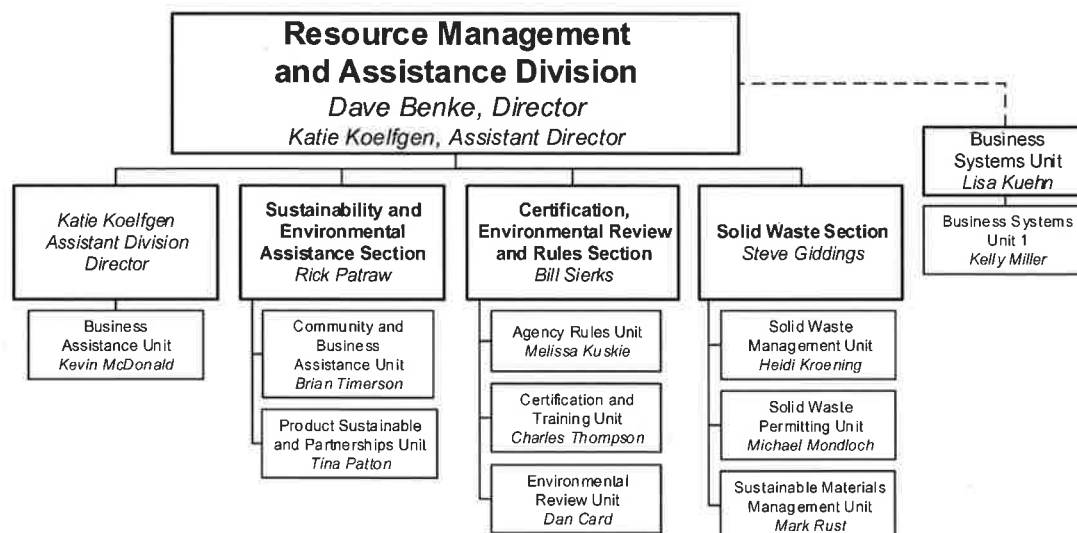 Resource Management
and Assistance Division
Dave Benke, Director
Katie Koelfgen, Assistant Director
Business
Systems Unit
Lisa Kuehn
Business Systems
Unit 1
Kelly Miller
Katie Koelfgen
Assistant Division
Director
Business
Assistance Unit
Kevin McDonald
Sustainability and
Environmental
Assistance Section
Rick Patraw
Community and
Business
Assistance Unit
Brian Timerson
Product Sustainable
and Partnerships Unit
Tina Patton
Certification,
Environmental Review
and Rules Section
Bill Sierks
Agency Rules Unit
Melissa Kuskie
Certification and
Training Unit
Charles Thompson
Environmental
Review Unit
Dan Card
Solid Waste Section
Steve Giddings
Solid Waste
Management Unit
Heidi Kroening
Solid Waste
Permitting Unit
Michael Mondloch
Sustainable Materials
Management Unit
Mark Rust